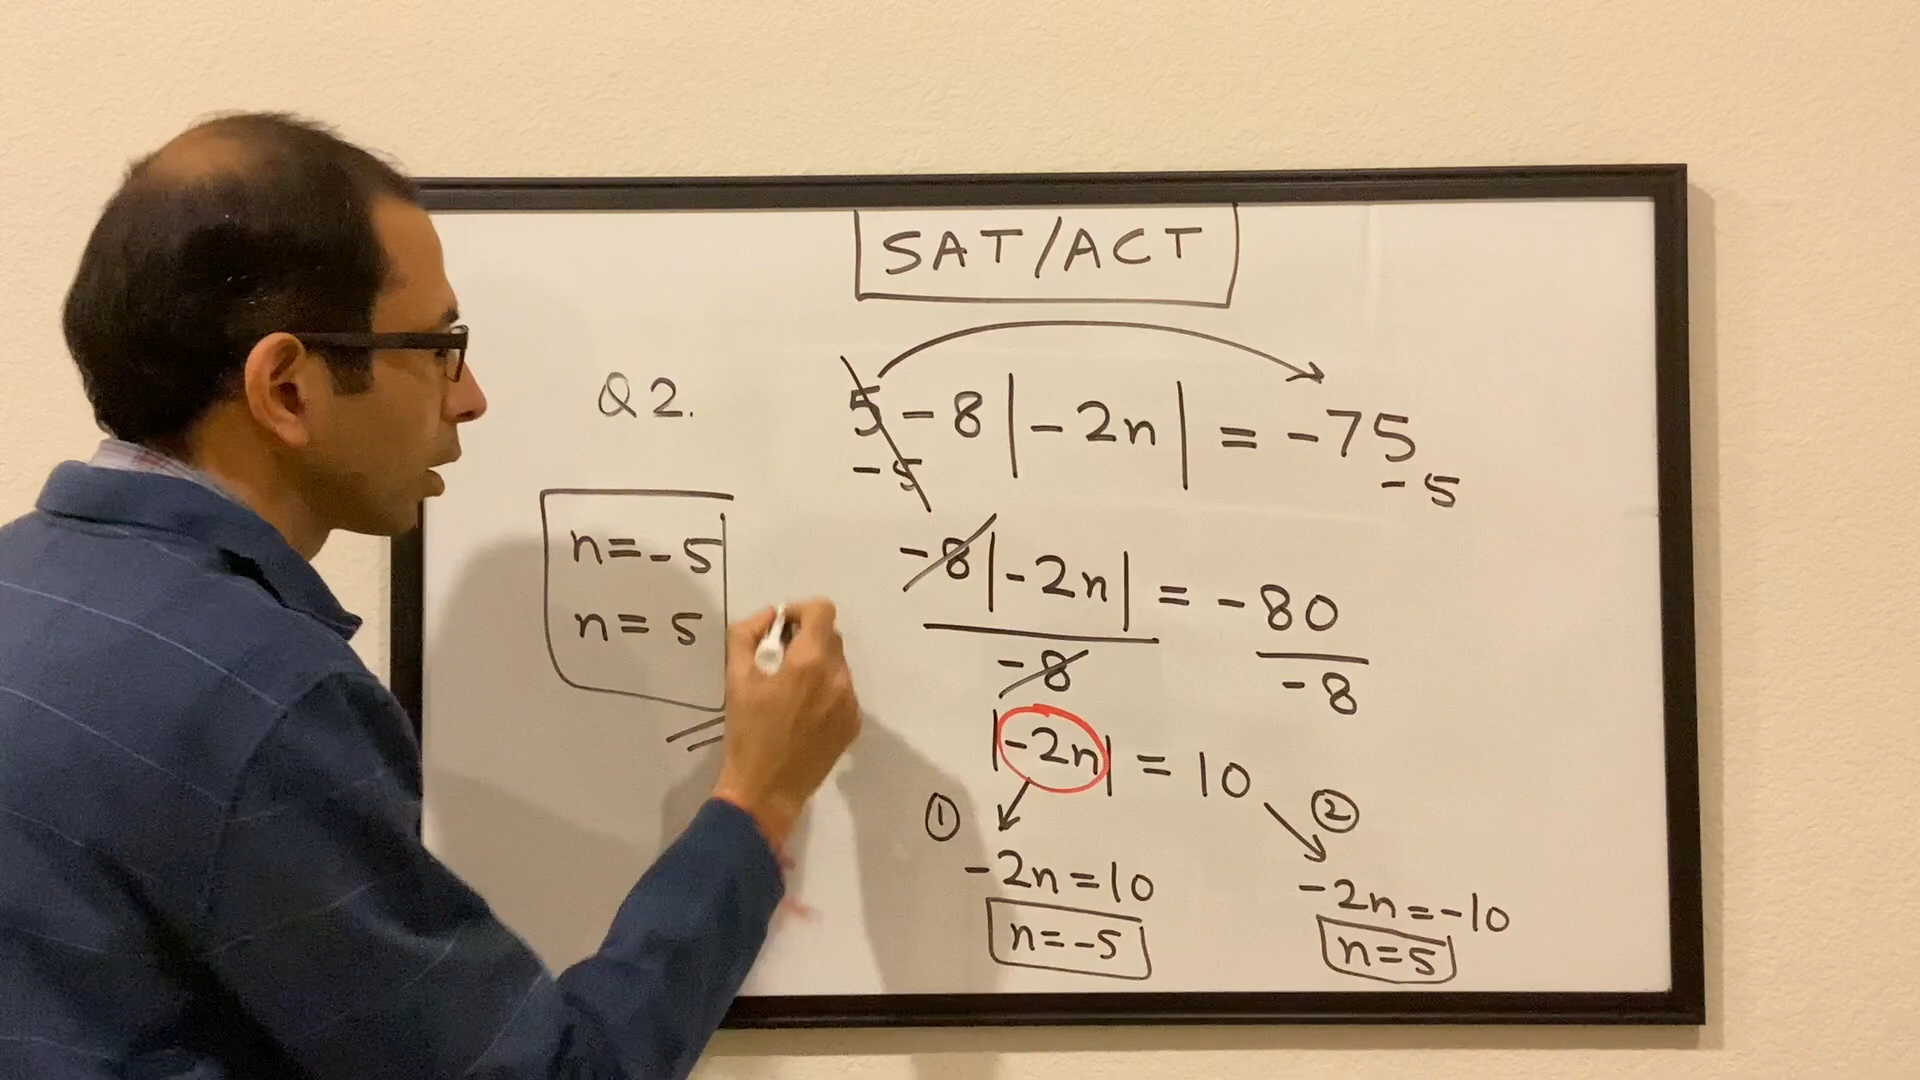 SAT/ACT
Q2.
5-8|-2n| = -75
-5 -5
-8|-2n| = -80
-8 -8
|-2n| = 10
① ②
-2n=10 -2n=-10
n=-5 n=5
n=-5
n=5